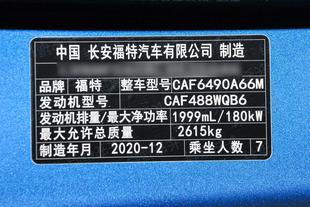 中国 长安福特汽车有限公司 制造
品牌 福特 整车型号 CAF6490A66M
发动机型号 CAF488WQB6
发动机排量/最大净功率 1999mL/180kW
最大允许总质量 2615kg
制造年月 2020-12 乘坐人数 7